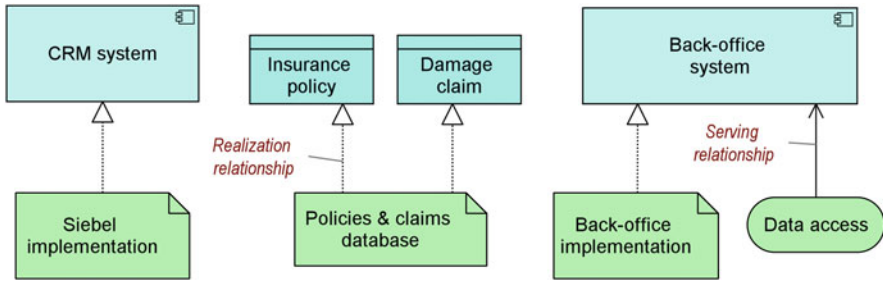 CRM system
Insurance
policy
Damage
claim
Back-office
system
Realization
relationship
Serving
relationship
Siebel
implementation
Policies & claims
database
Back-office
implementation
Data access